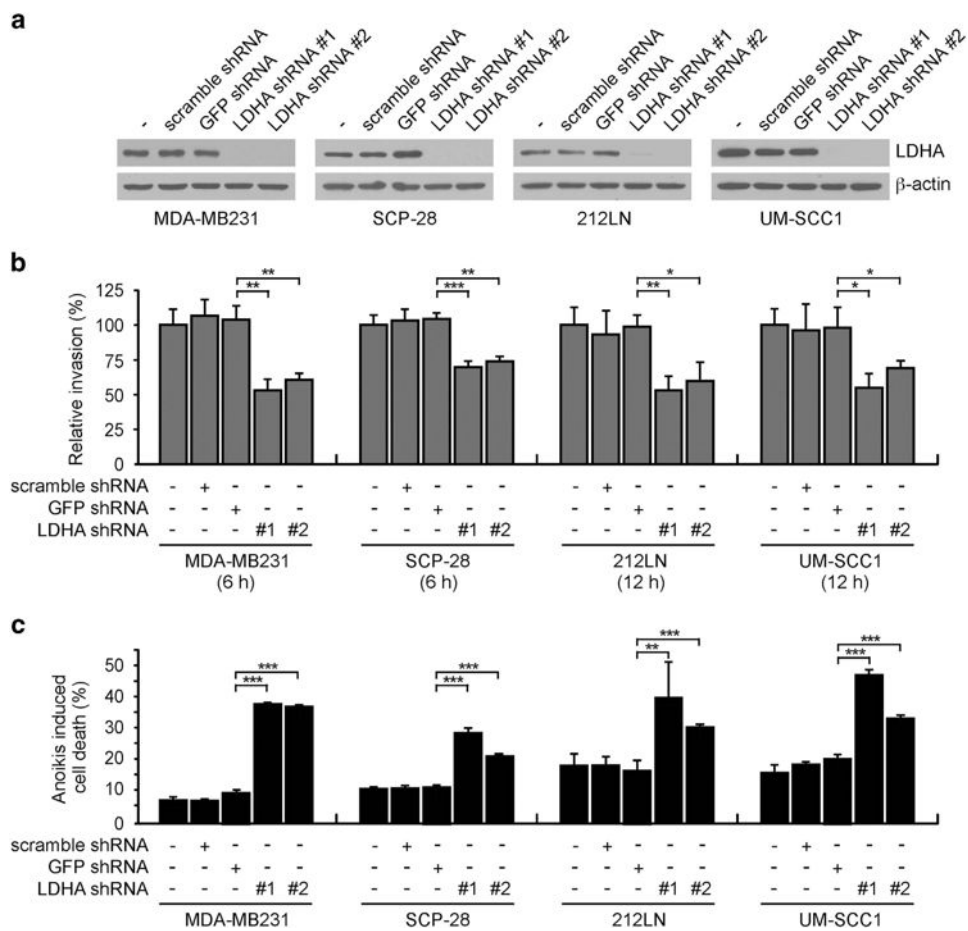 a
- scramble shRNA GFP shRNA LDHA shRNA #1 LDHA shRNA #2 - scramble shRNA GFP shRNA LDHA shRNA #1 LDHA shRNA #2 - scramble shRNA GFP shRNA LDHA shRNA #1 LDHA shRNA #2 - scramble shRNA GFP shRNA LDHA shRNA #1 LDHA shRNA #2
LDHA
β-actin
MDA-MB231 SCP-28 212LN UM-SCC1
b
** ** ** *** * ** * *
Relative invasion (%)
125
100
75
50
25
0
scramble shRNA - + - - - - + - - - - + - - - - + - - -
GFP shRNA - - + - - - - + - - - - + - - - - + - -
LDHA shRNA - - - #1 #2 - - - #1 #2 - - - #1 #2 - - - #1 #2
MDA-MB231 SCP-28 212LN UM-SCC1
(6 h) (6 h) (12 h) (12 h)
c
*** *** *** *** *** ** *** ***
Anoikis induced
cell death (%)
50
40
30
20
10
0
scramble shRNA - + - - - - + - - - - + - - - - + - - -
GFP shRNA - - + - - - - + - - - - + - - - - + - -
LDHA shRNA - - - #1 #2 - - - #1 #2 - - - #1 #2 - - - #1 #2
MDA-MB231 SCP-28 212LN UM-SCC1